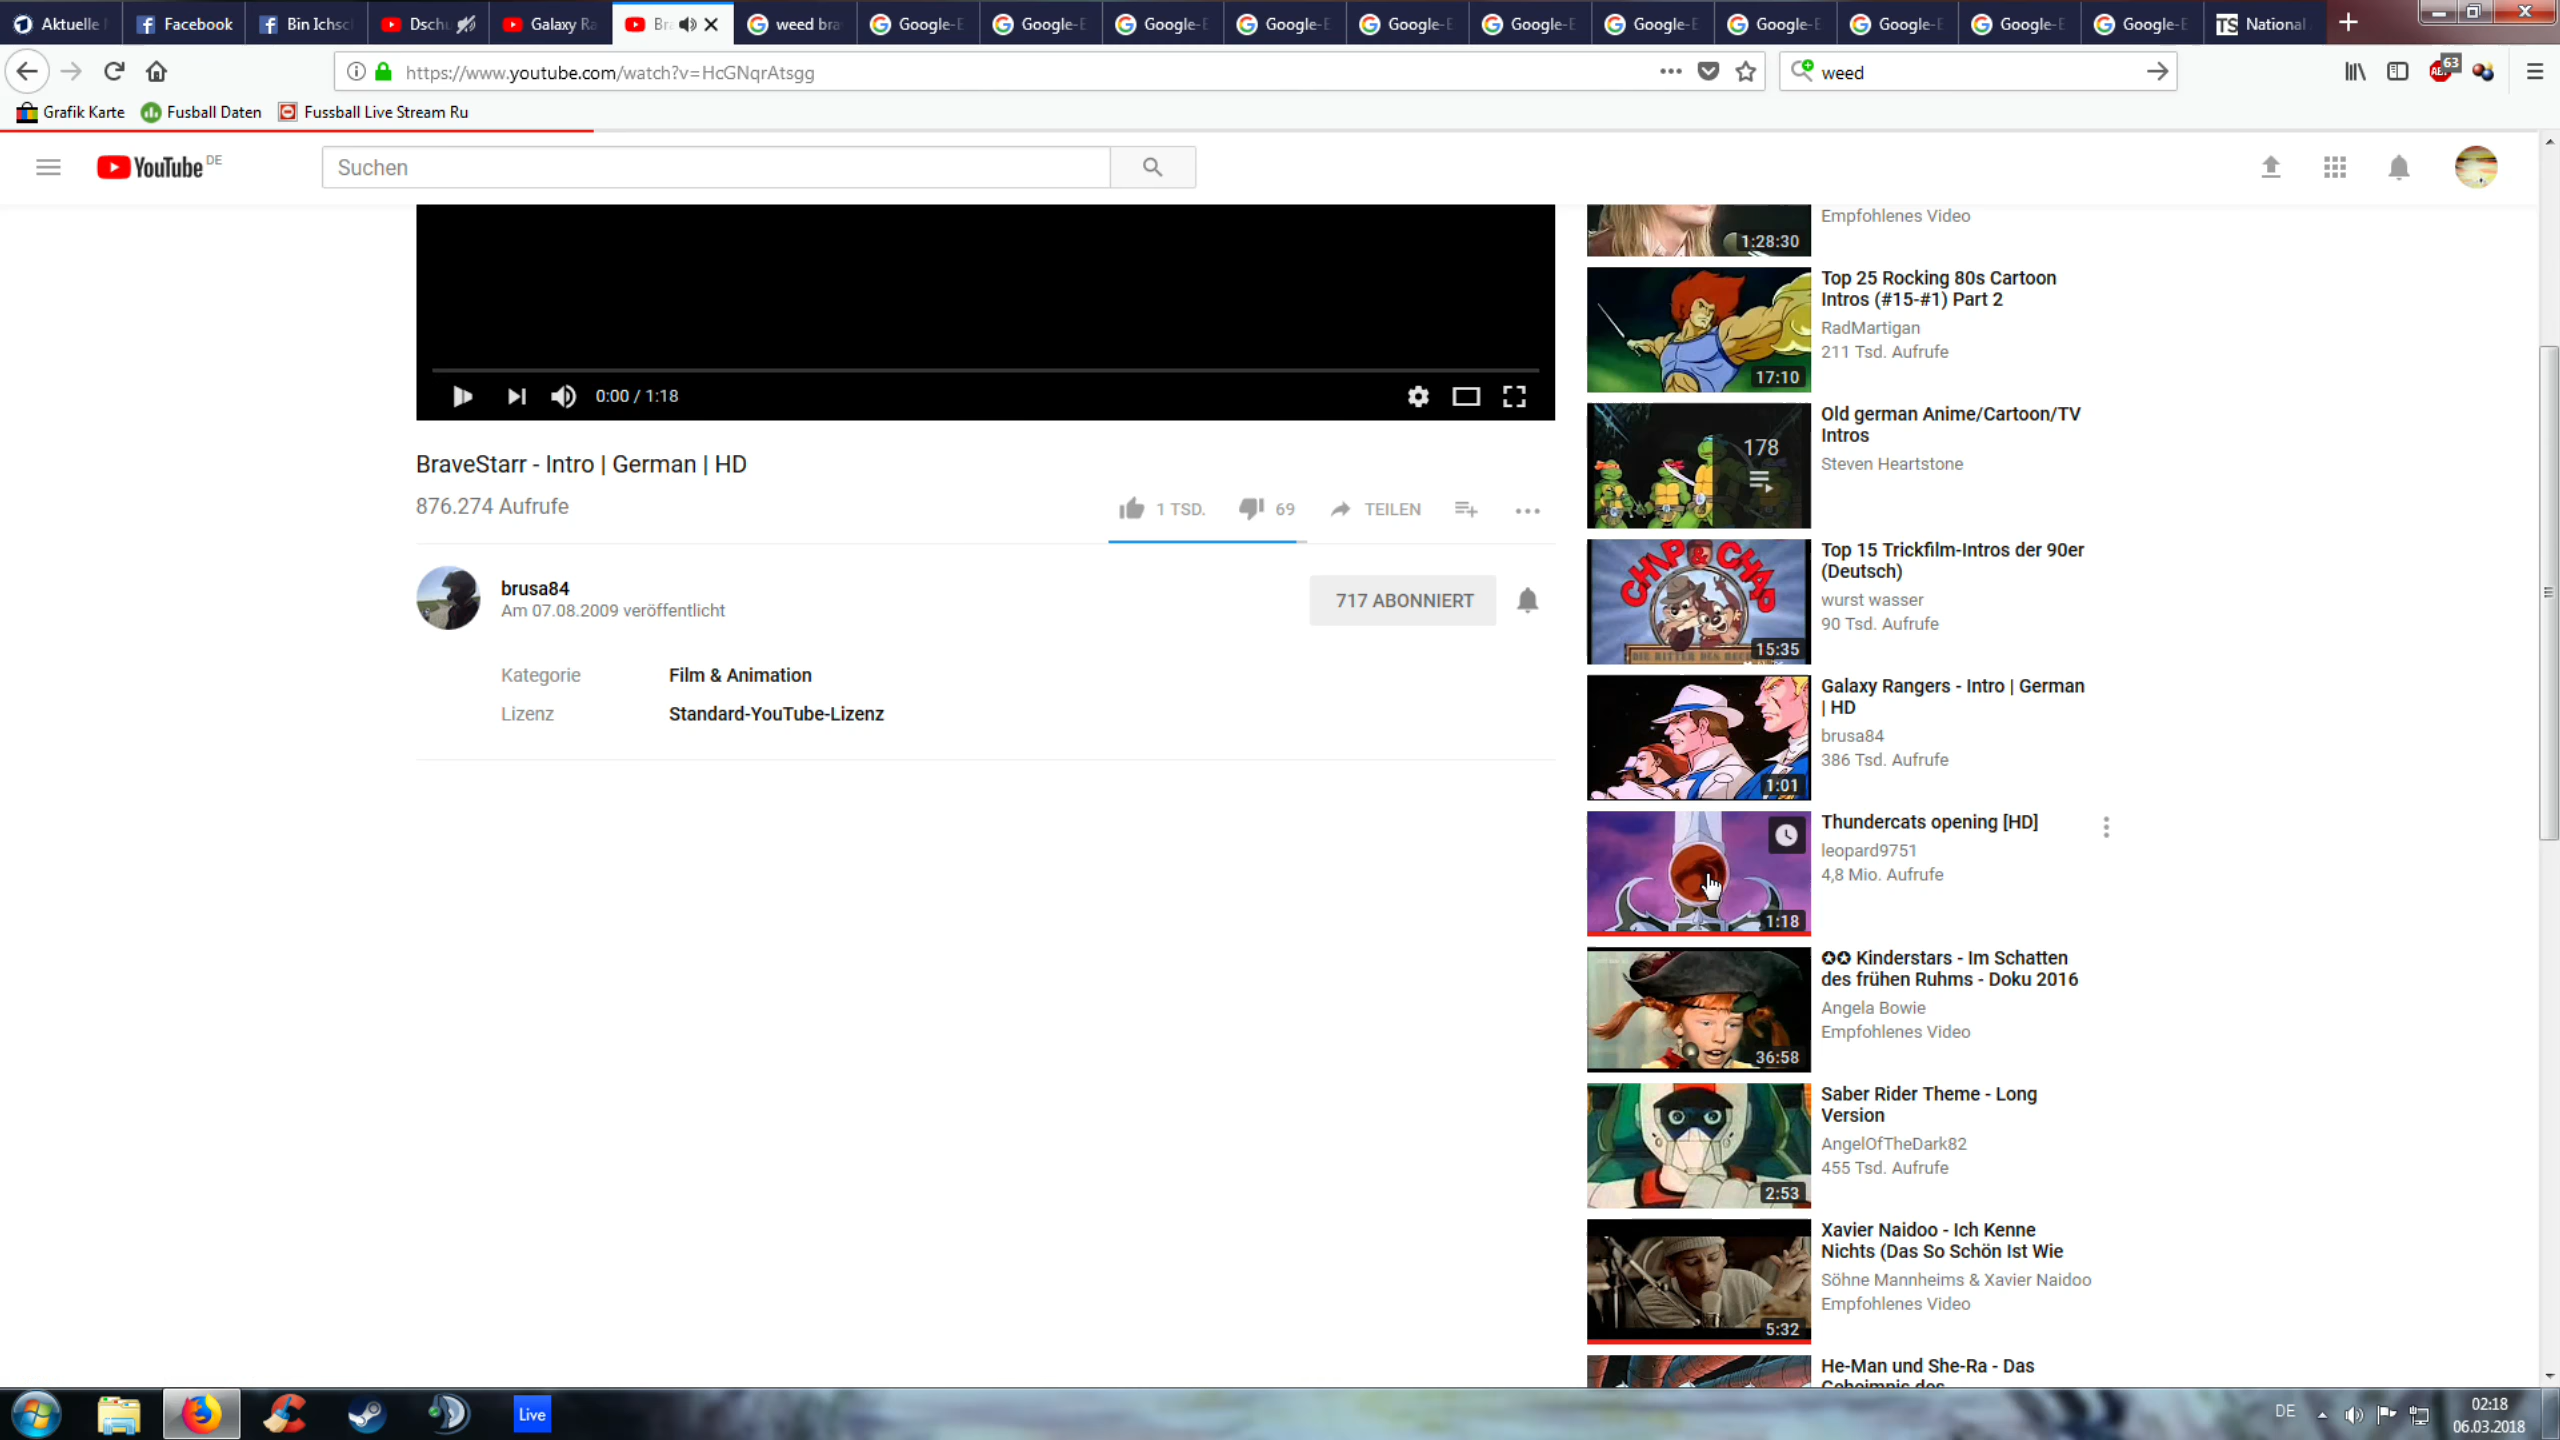 Aktuelle
Facebook
Bin Ichsc
Dschu
Galaxy Ra
Br
weed bra
Google-E
Google-E
Google-E
Google-E
Google-E
Google-E
Google-E
Google-E
Google-E
Google-E
Google-E
TS National
https://www.youtube.com/watch?v=HcGNqrAtsgg
weed
63
Grafik Karte
Fusball Daten
Fussball Live Stream Ru
YouTube DE
Suchen
0:00 / 1:18
BraveStarr - Intro | German | HD
876.274 Aufrufe
1 TSD.
69
TEILEN
brusa84
Am 07.08.2009 veröffentlicht
717 ABONNIERT
Kategorie
Film & Animation
Lizenz
Standard-YouTube-Lizenz
Empfohlenes Video
1:28:30
Top 25 Rocking 80s Cartoon
Intros (#15-#1) Part 2
RadMartigan
211 Tsd. Aufrufe
17:10
Old german Anime/Cartoon/TV
Intros
Steven Heartstone
178
Top 15 Trickfilm-Intros der 90er
(Deutsch)
wurst wasser
90 Tsd. Aufrufe
CHIP & CHAP
15:35
Galaxy Rangers - Intro | German
| HD
brusa84
386 Tsd. Aufrufe
1:01
Thundercats opening [HD]
leopard9751
4,8 Mio. Aufrufe
1:18
✪✪ Kinderstars - Im Schatten
des frühen Ruhms - Doku 2016
Angela Bowie
Empfohlenes Video
36:58
Saber Rider Theme - Long
Version
AngelOfTheDark82
455 Tsd. Aufrufe
2:53
Xavier Naidoo - Ich Kenne
Nichts (Das So Schön Ist Wie
Söhne Mannheims & Xavier Naidoo
Empfohlenes Video
5:32
He-Man und She-Ra - Das
Geheimnis des
Live
DE
02:18
06.03.2018